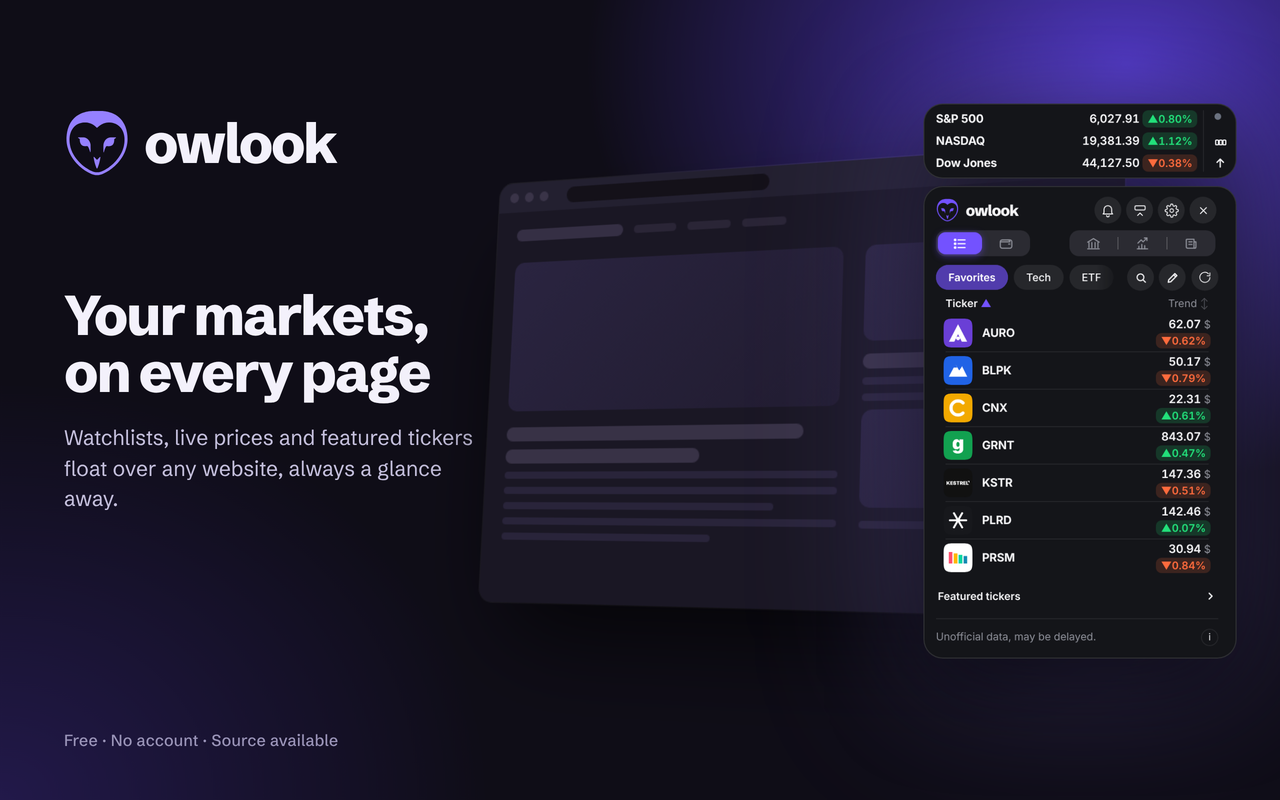 owlook
Your markets,
on every page
Watchlists, live prices and featured tickers
float over any website, always a glance
away.
Free · No account · Source available
S&P 500 6,027.91 ▲0.80%
NASDAQ 19,381.39 ▲1.12%
Dow Jones 44,127.50 ▼0.38%
owlook
Favorites Tech ETF
Ticker ▲ Trend
AURO 62.07 $
▼0.62%
BLPK 50.17 $
▼0.79%
CNX 22.31 $
▲0.61%
GRNT 843.07 $
▲0.47%
KESTREL KSTR 147.36 $
▼0.51%
PLRD 142.46 $
▲0.07%
PRSM 30.94 $
▼0.84%
Featured tickers
Unofficial data, may be delayed.